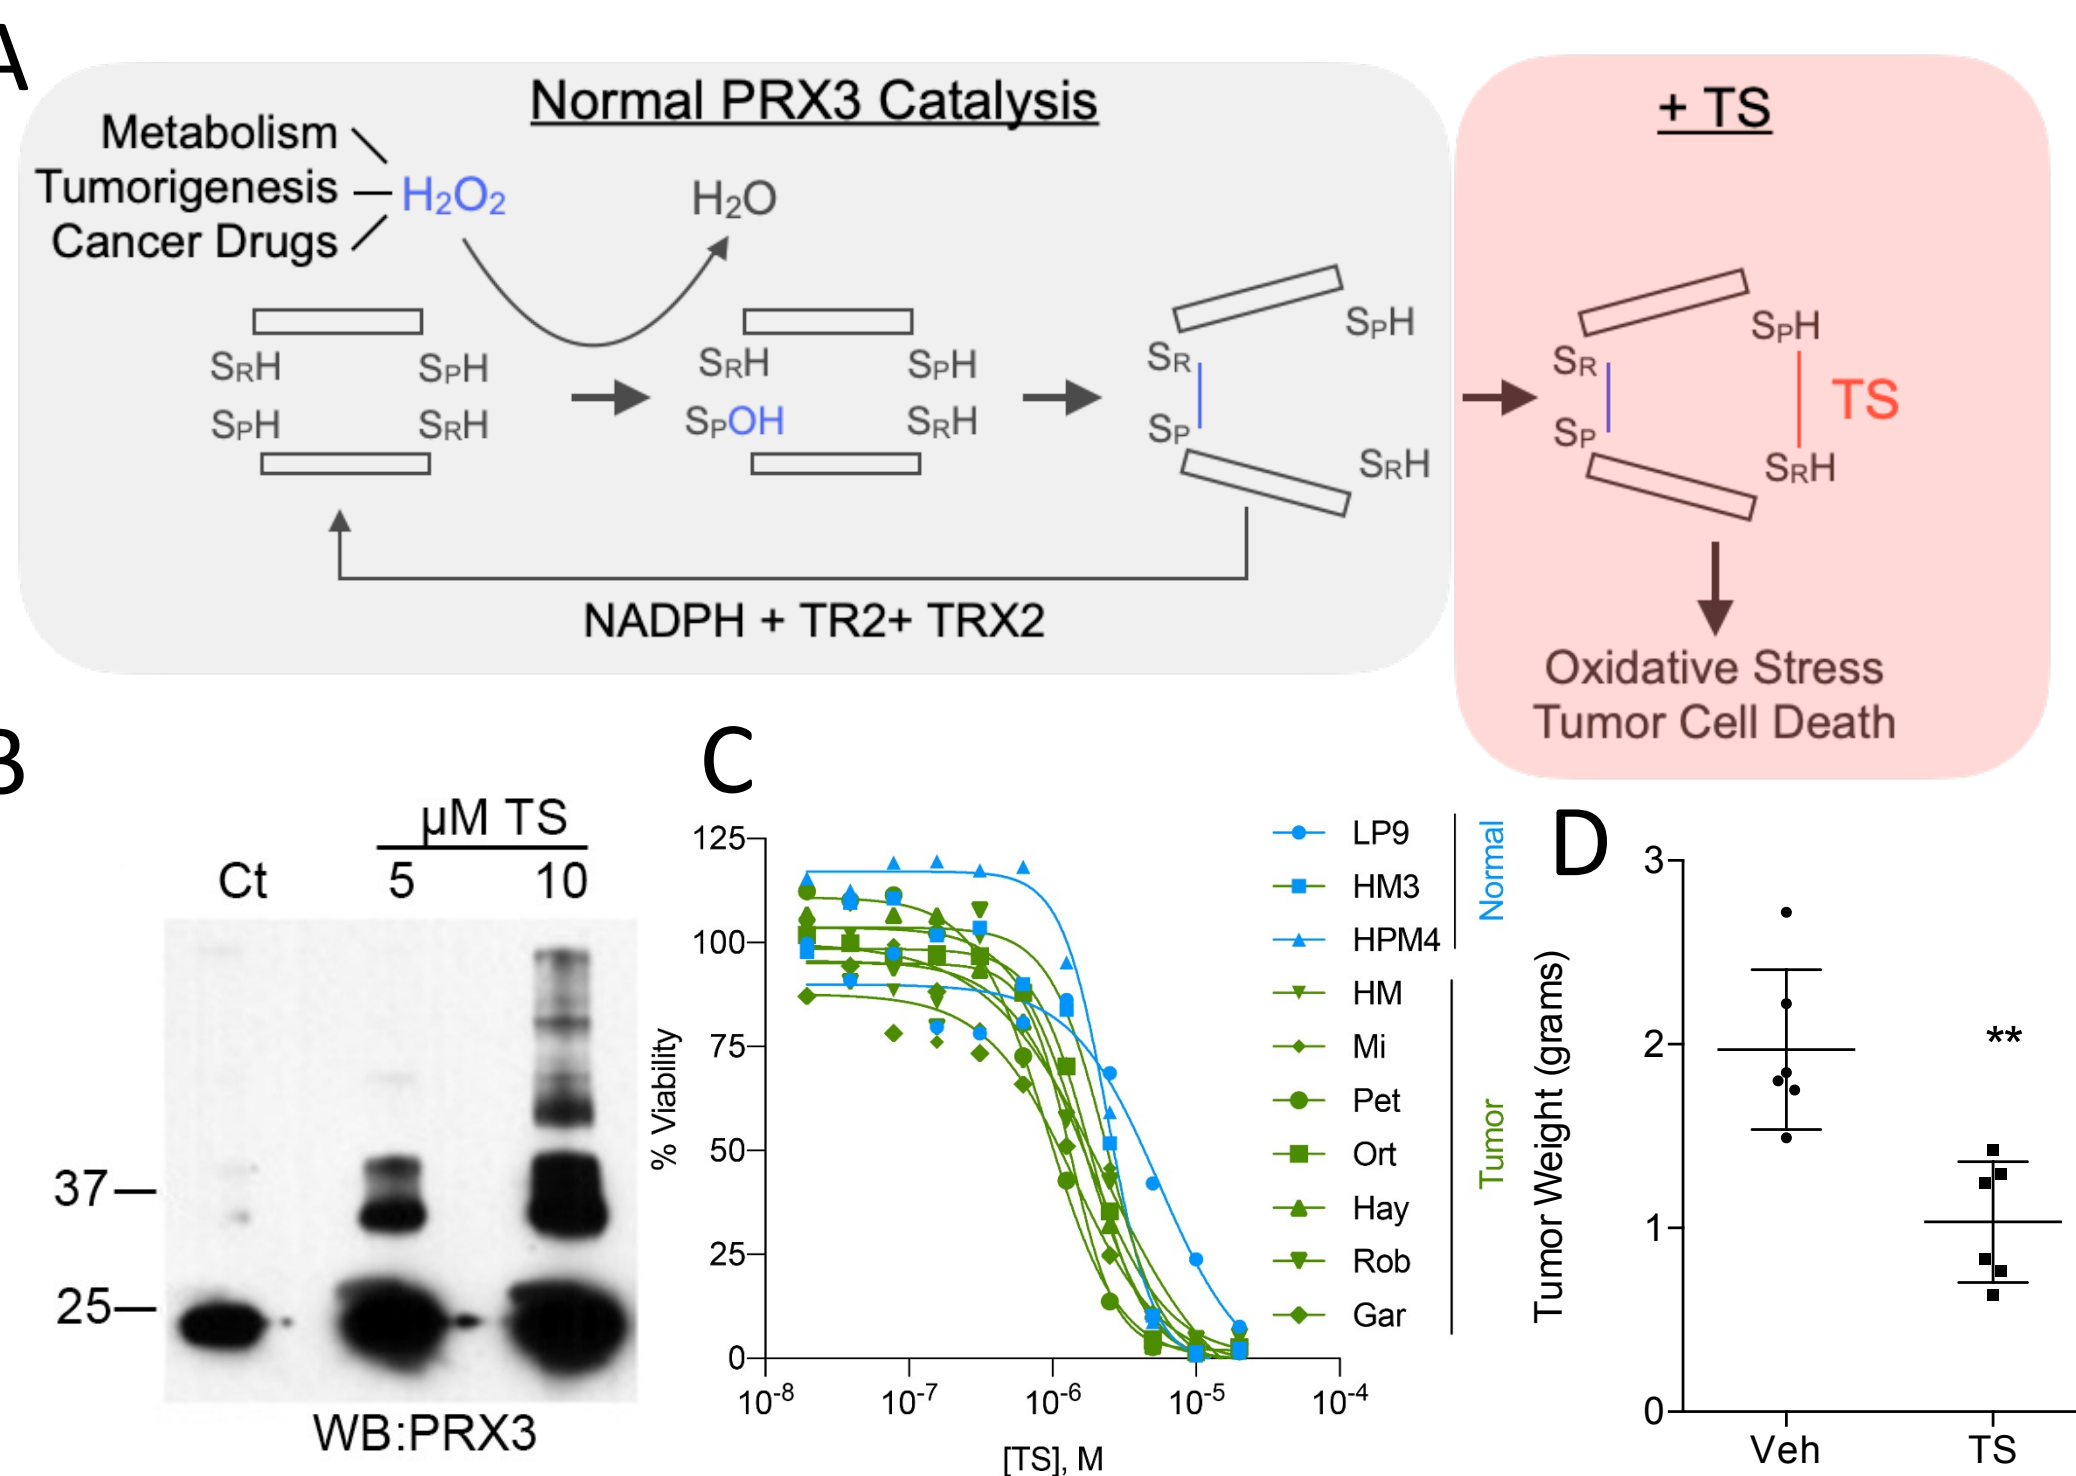 A
Normal PRX3 Catalysis
+ TS
Metabolism
Tumorigenesis
Cancer Drugs
H2O2
H2O
SRH SPH
SPH SRH
SRH SPH
SPOH SRH
SR SPH
SP SRH
SR SPH
TS
SP SRH
NADPH + TR2+ TRX2
Oxidative Stress
Tumor Cell Death
B
µM TS
Ct 5 10
37
25
WB:PRX3
C
% Viability
125
100
75
50
25
0
10-8 10-7 10-6 10-5 10-4
[TS], M
LP9
HM3
HPM4
Normal
HM
Mi
Pet
Ort
Hay
Rob
Gar
Tumor
D
Tumor Weight (grams)
3
2
1
0
**
Veh TS